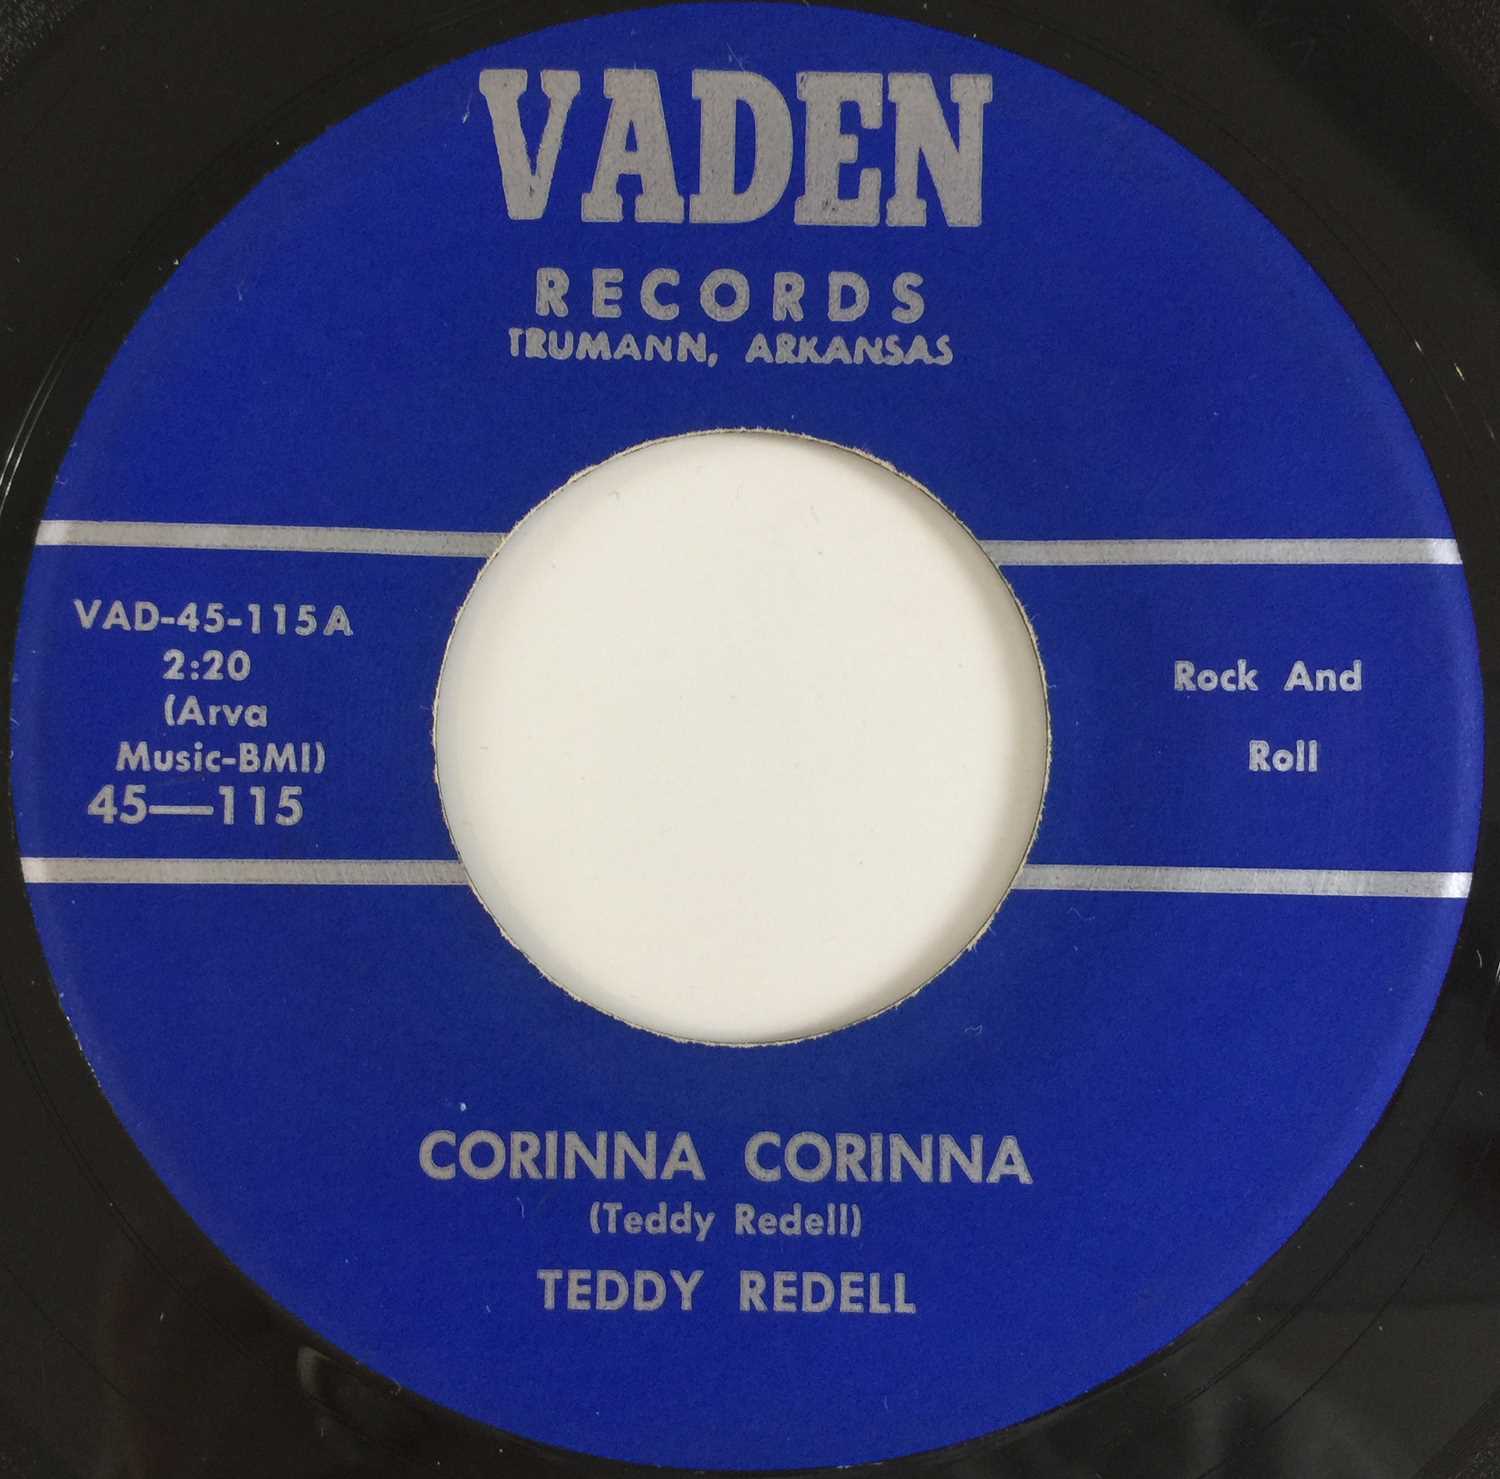 VADEN
RECORDS
TRUMANN, ARKANSAS
VAD-45-115A
2:20
(Arva
Music-BMI)
45—115
Rock And
Roll
CORINNA CORINNA
(Teddy Redell)
TEDDY REDELL